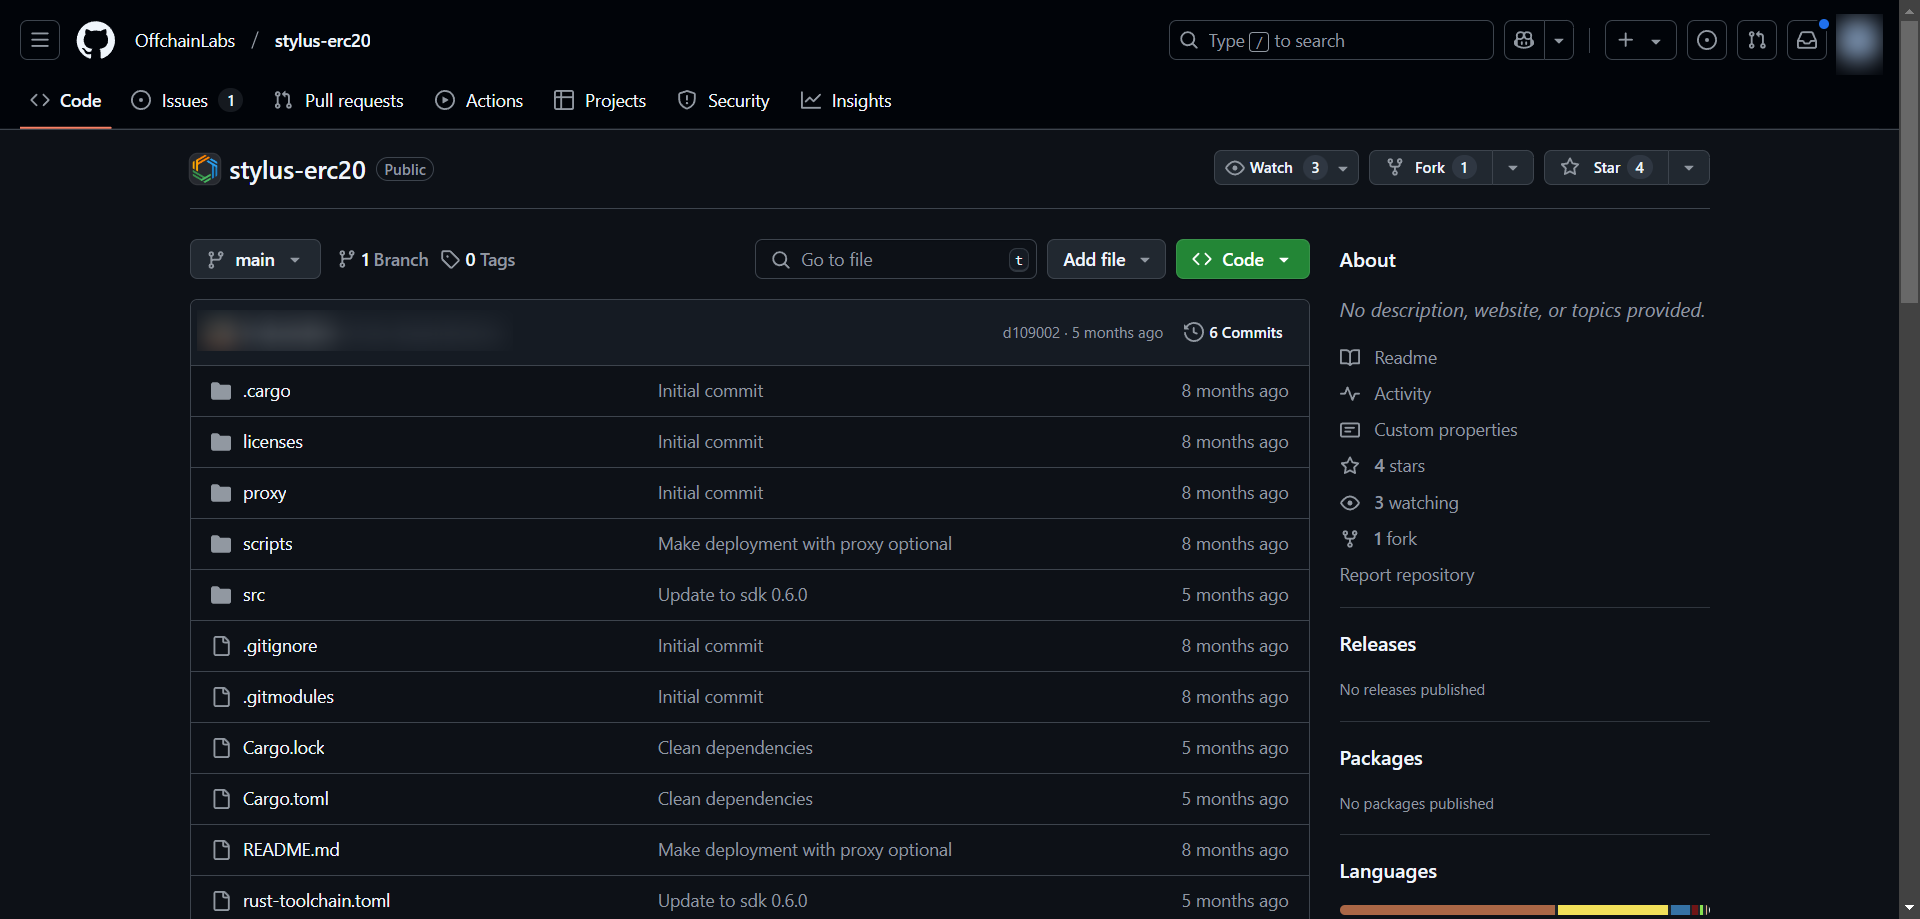 OffchainLabs / stylus-erc20
Type / to search
Code
Issues 1
Pull requests
Actions
Projects
Security
Insights
stylus-erc20 Public
Watch 3
Fork 1
Star 4
main
1 Branch
0 Tags
Go to file t
Add file
Code
d109002 · 5 months ago
6 Commits
.cargo Initial commit 8 months ago
licenses Initial commit 8 months ago
proxy Initial commit 8 months ago
scripts Make deployment with proxy optional 8 months ago
src Update to sdk 0.6.0 5 months ago
.gitignore Initial commit 8 months ago
.gitmodules Initial commit 8 months ago
Cargo.lock Clean dependencies 5 months ago
Cargo.toml Clean dependencies 5 months ago
README.md Make deployment with proxy optional 8 months ago
rust-toolchain.toml Update to sdk 0.6.0 5 months ago
About
No description, website, or topics provided.
Readme
Activity
Custom properties
4 stars
3 watching
1 fork
Report repository
Releases
No releases published
Packages
No packages published
Languages